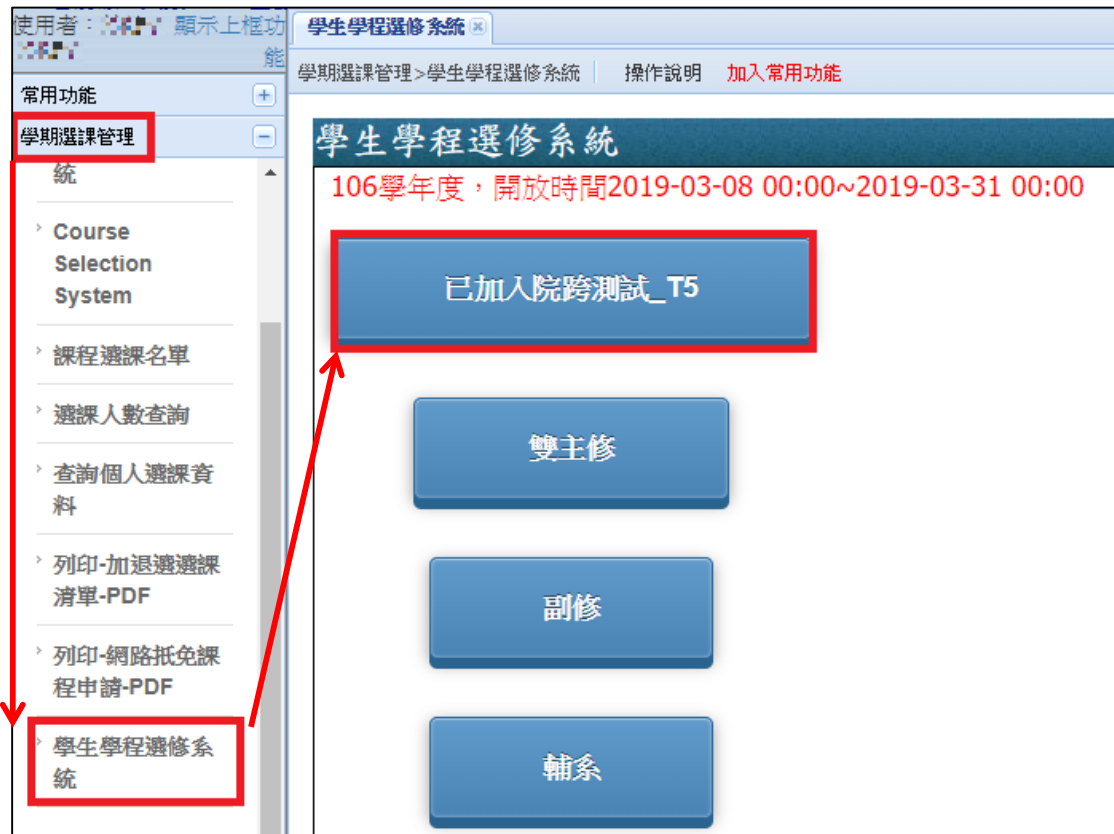 使用者：
顯示上框功
能
常用功能
學期選課管理
統
Course
Selection
System
課程選課名單
選課人數查詢
查詢個人選課資
料
列印-加退選選課
清單-PDF
列印-網路抵免課
程申請-PDF
學生學程選修系
統
學生學程選修系統
學期選課管理>學生學程選修系統
操作說明
加入常用功能
學生學程選修系統
106學年度，開放時間2019-03-08 00:00~2019-03-31 00:00
已加入院跨測試_T5
雙主修
副修
輔系